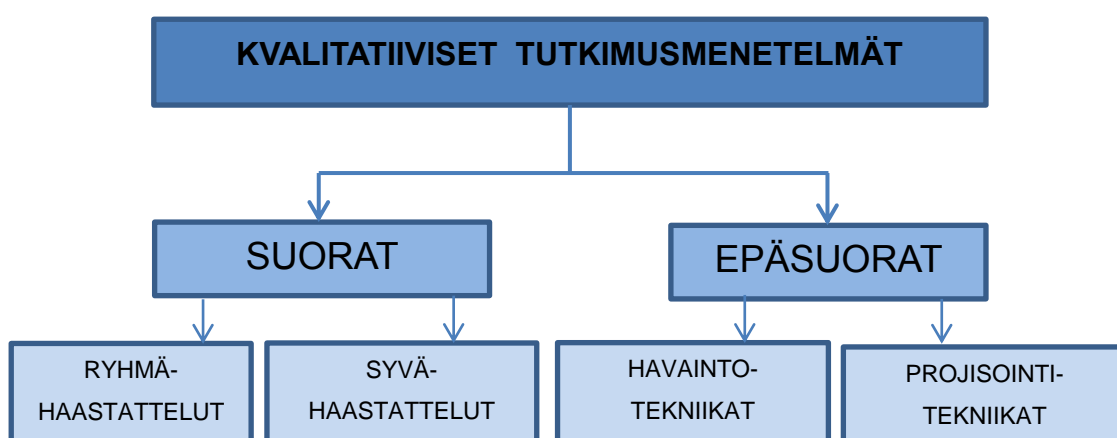 KVALITATIIVISET TUTKIMUSMENETELMÄT
SUORAT
EPÄSUORAT
RYHMÄ-
HAASTATTELUT
SYVÄ-
HAASTATTELUT
HAVAINTO-
TEKNIIKAT
PROJISOINTI-
TEKNIIKAT